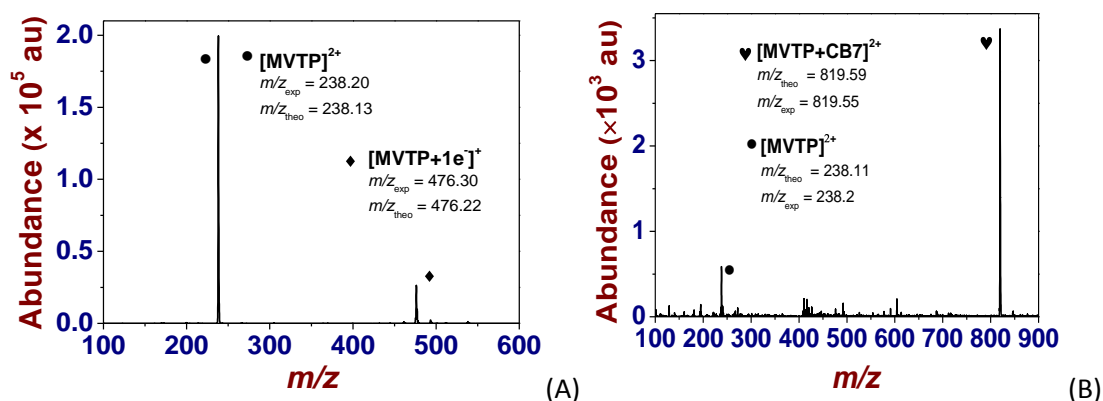 Abundance (x 10⁵ au)
2.0
1.5
1.0
0.5
0.0
● ● [MVTP]²⁺
m/z_exp = 238.20
m/z_theo = 238.13
[MVTP+1e⁻]⁺
◆ m/z_exp = 476.30
m/z_theo = 476.22
100 200 300 400 500 600
m/z
(A)
Abundance (×10³ au)
3
2
1
0
♥ [MVTP+CB7]²⁺
m/z_theo = 819.59
m/z_exp = 819.55
● [MVTP]²⁺
m/z_theo = 238.11
m/z_exp = 238.2
100 200 300 400 500 600 700 800 900
m/z
(B)